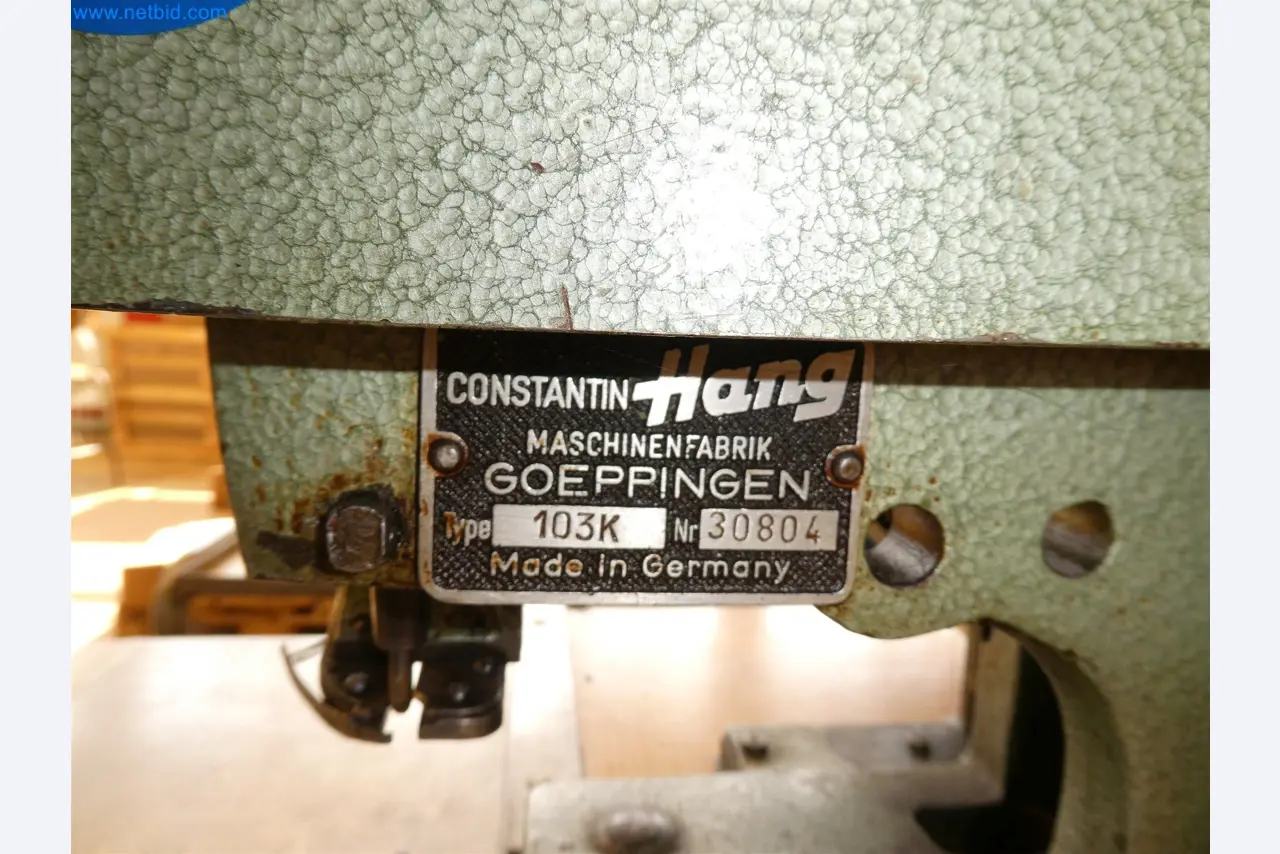 www.netbid.com
CONSTANTIN Hang
MASCHINENFABRIK
GOEPPINGEN
Type 103K Nr 30804
Made in Germany